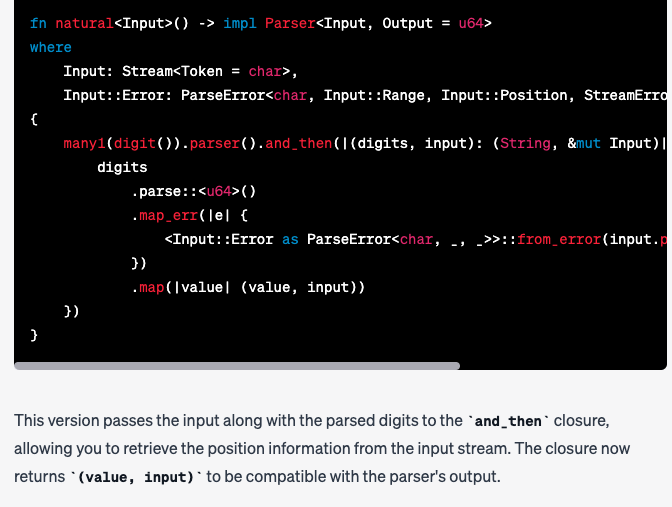 fn natural<Input>() -> impl Parser<Input, Output = u64>
where
    Input: Stream<Token = char>,
    Input::Error: ParseError<char, Input::Range, Input::Position, StreamErro
{
    many1(digit()).parser().and_then(|(digits, input): (String, &mut Input)|
        digits
            .parse::<u64>()
            .map_err(|e| {
                <Input::Error as ParseError<char, _, _>>::from_error(input.p
            })
            .map(|value| (value, input))
    })
}
This version passes the input along with the parsed digits to the `and_then` closure,
allowing you to retrieve the position information from the input stream. The closure now
returns `(value, input)` to be compatible with the parser's output.